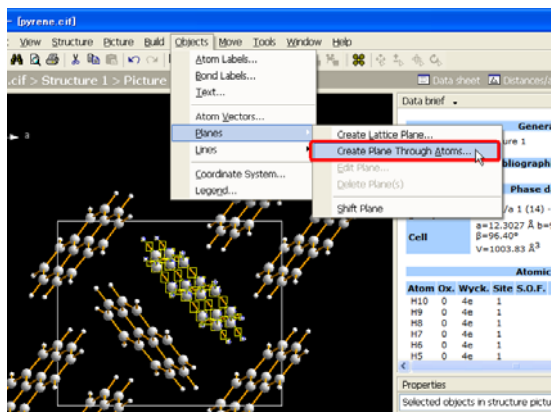 - [pyrene.cif]
View Structure Picture Build Objects Move Tools Window Help
.cif > Structure 1 > Picture
Data sheet Distances/a
Atom Labels...
Bond Labels...
Text...
Atom Vectors...
Planes
Lines
Coordinate System...
Legend...
Create Lattice Plane...
Create Plane Through Atoms...
Edit Plane...
Delete Plane(s)
Shift Plane
a
Data brief
Genera
ure 1
bliograph
Phase d
/a 1 (14) -
Cell
a=12.3027 Å b=9
β=96.40°
V=1003.83 Å3
Atomic
Atom Ox. Wyck. Site S.O.F.
H10 0 4e 1
H9 0 4e 1
H8 0 4e 1
H7 0 4e 1
H6 0 4e 1
H5 0 4e 1
Properties
Selected objects in structure pictu